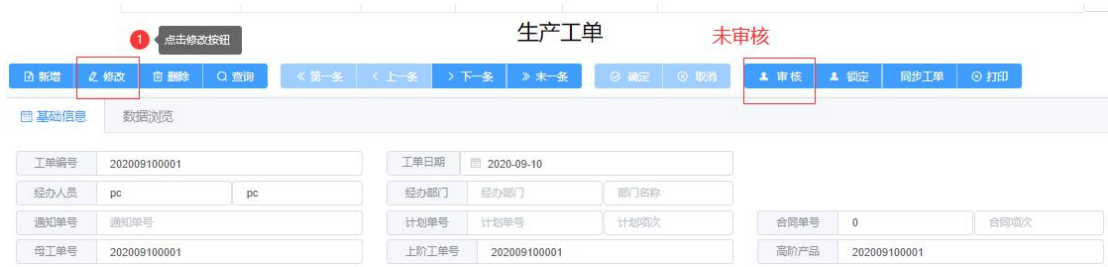 生产工单
未审核
1 点击修改按钮
新增 修改 删除 查询 第一条 上一条 下一条 末一条 确定 取消 审核 锁定 同步工单 打印
基础信息 数据浏览
工单编号 202009100001 工单日期 2020-09-10
经办人员 pc pc 经办部门 经办部门 部门名称
通知单号 通知单号 计划单号 计划单号 计划项次 合同单号 0 合同项次
母工单号 202009100001 上阶工单号 202009100001 高阶产品 202009100001